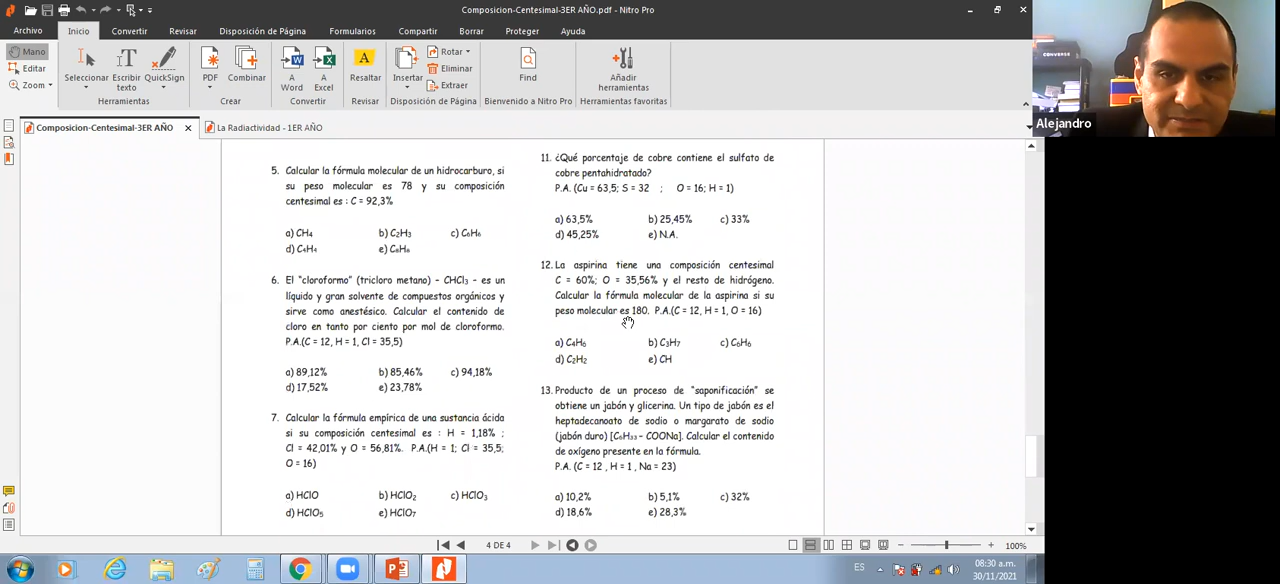 Composicion-Centesimal-3ER AÑO.pdf - Nitro Pro
Archivo
Inicio
Convertir
Revisar
Disposición de Página
Formularios
Compartir
Borrar
Proteger
Ayuda
Mano
Editar
Zoom
Seleccionar
Escribir texto
QuickSign
Herramientas
PDF
Combinar
Crear
A Word
A Excel
Convertir
Resaltar
Revisar
Insertar
Rotar
Eliminar
Extraer
Disposición de Página
Find
Bienvenido a Nitro Pro
Añadir herramientas
Herramientas favoritas
CONVERSE
Alejandro
Composicion-Centesimal-3ER AÑO
La Radiactividad - 1ER AÑO
5. Calcular la fórmula molecular de un hidrocarburo, si
su peso molecular es 78 y su composición
centesimal es : C = 92,3%
a) CH4 b) C2H3 c) C6H6
d) C4H4 e) C8H8
6. El "cloroformo" (tricloro metano) – CHCl3 – es un
líquido y gran solvente de compuestos orgánicos y
sirve como anestésico. Calcular el contenido de
cloro en tanto por ciento por mol de cloroformo.
P.A.(C = 12, H = 1, Cl = 35,5)
a) 89,12% b) 85,46% c) 94,18%
d) 17,52% e) 23,78%
7. Calcular la fórmula empírica de una sustancia ácida
si su composición centesimal es : H = 1,18% ;
Cl = 42,01% y O = 56,81%. P.A.(H = 1; Cl = 35,5;
O = 16)
a) HClO b) HClO2 c) HClO3
d) HClO5 e) HClO7
11. ¿Qué porcentaje de cobre contiene el sulfato de
cobre pentahidratado?
P.A. (Cu = 63,5; S = 32 ; O = 16; H = 1)
a) 63,5% b) 25,45% c) 33%
d) 45,25% e) N.A.
12. La aspirina tiene una composición centesimal
C = 60%; O = 35,56% y el resto de hidrógeno.
Calcular la fórmula molecular de la aspirina si su
peso molecular es 180. P.A.(C = 12, H = 1, O = 16)
a) C4H6 b) C3H7 c) C6H6
d) C2H2 e) CH
13. Producto de un proceso de "saponificación" se
obtiene un jabón y glicerina. Un tipo de jabón es el
heptadecanoato de sodio o margarato de sodio
(jabón duro) [C6H33 – COONa]. Calcular el contenido
de oxígeno presente en la fórmula.
P.A. (C = 12 , H = 1 , Na = 23)
a) 10,2% b) 5,1% c) 32%
d) 18,6% e) 28,3%
4 DE 4
100%
ES
08:30 a.m.
30/11/2021